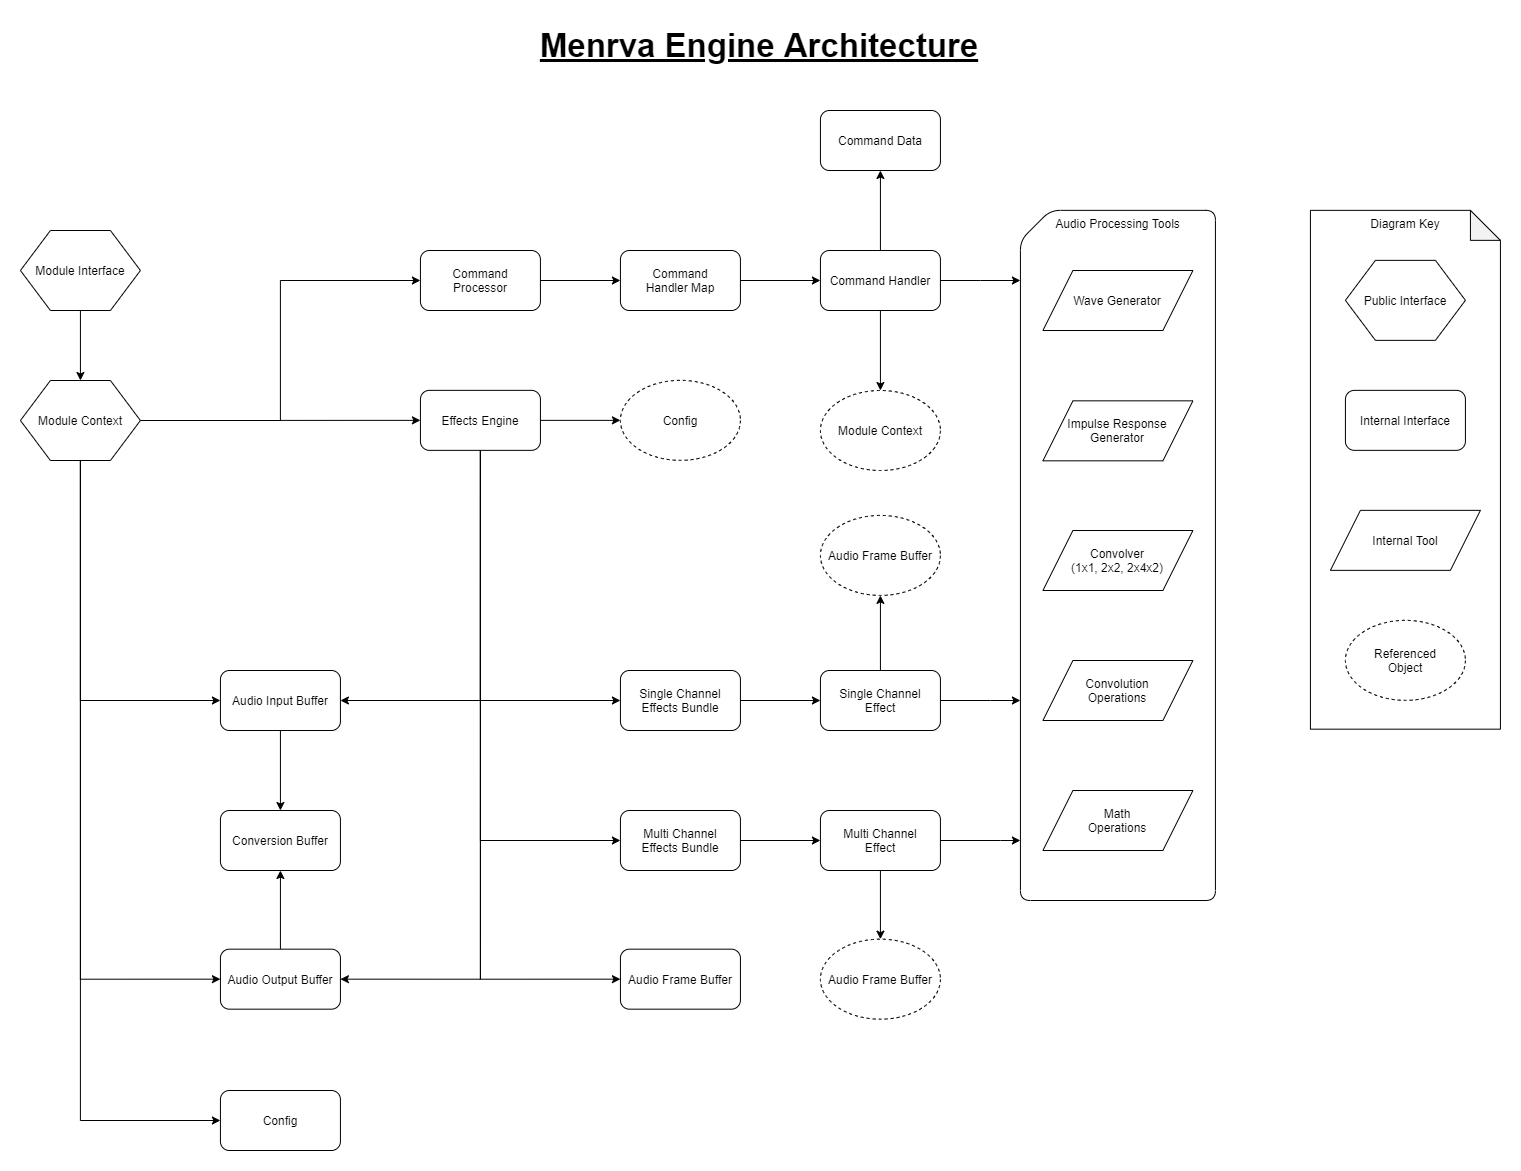 Menrva Engine Architecture
Command Data
Audio Processing Tools
Diagram Key
Module Interface
Command
Processor
Command
Handler Map
Command Handler
Wave Generator
Public Interface
Module Context
Effects Engine
Config
Module Context
Impulse Response
Generator
Internal Interface
Audio Frame Buffer
Convolver
(1x1, 2x2, 2x4x2)
Internal Tool
Referenced
Object
Audio Input Buffer
Single Channel
Effects Bundle
Single Channel
Effect
Convolution
Operations
Conversion Buffer
Multi Channel
Effects Bundle
Multi Channel
Effect
Math
Operations
Audio Output Buffer
Audio Frame Buffer
Audio Frame Buffer
Config